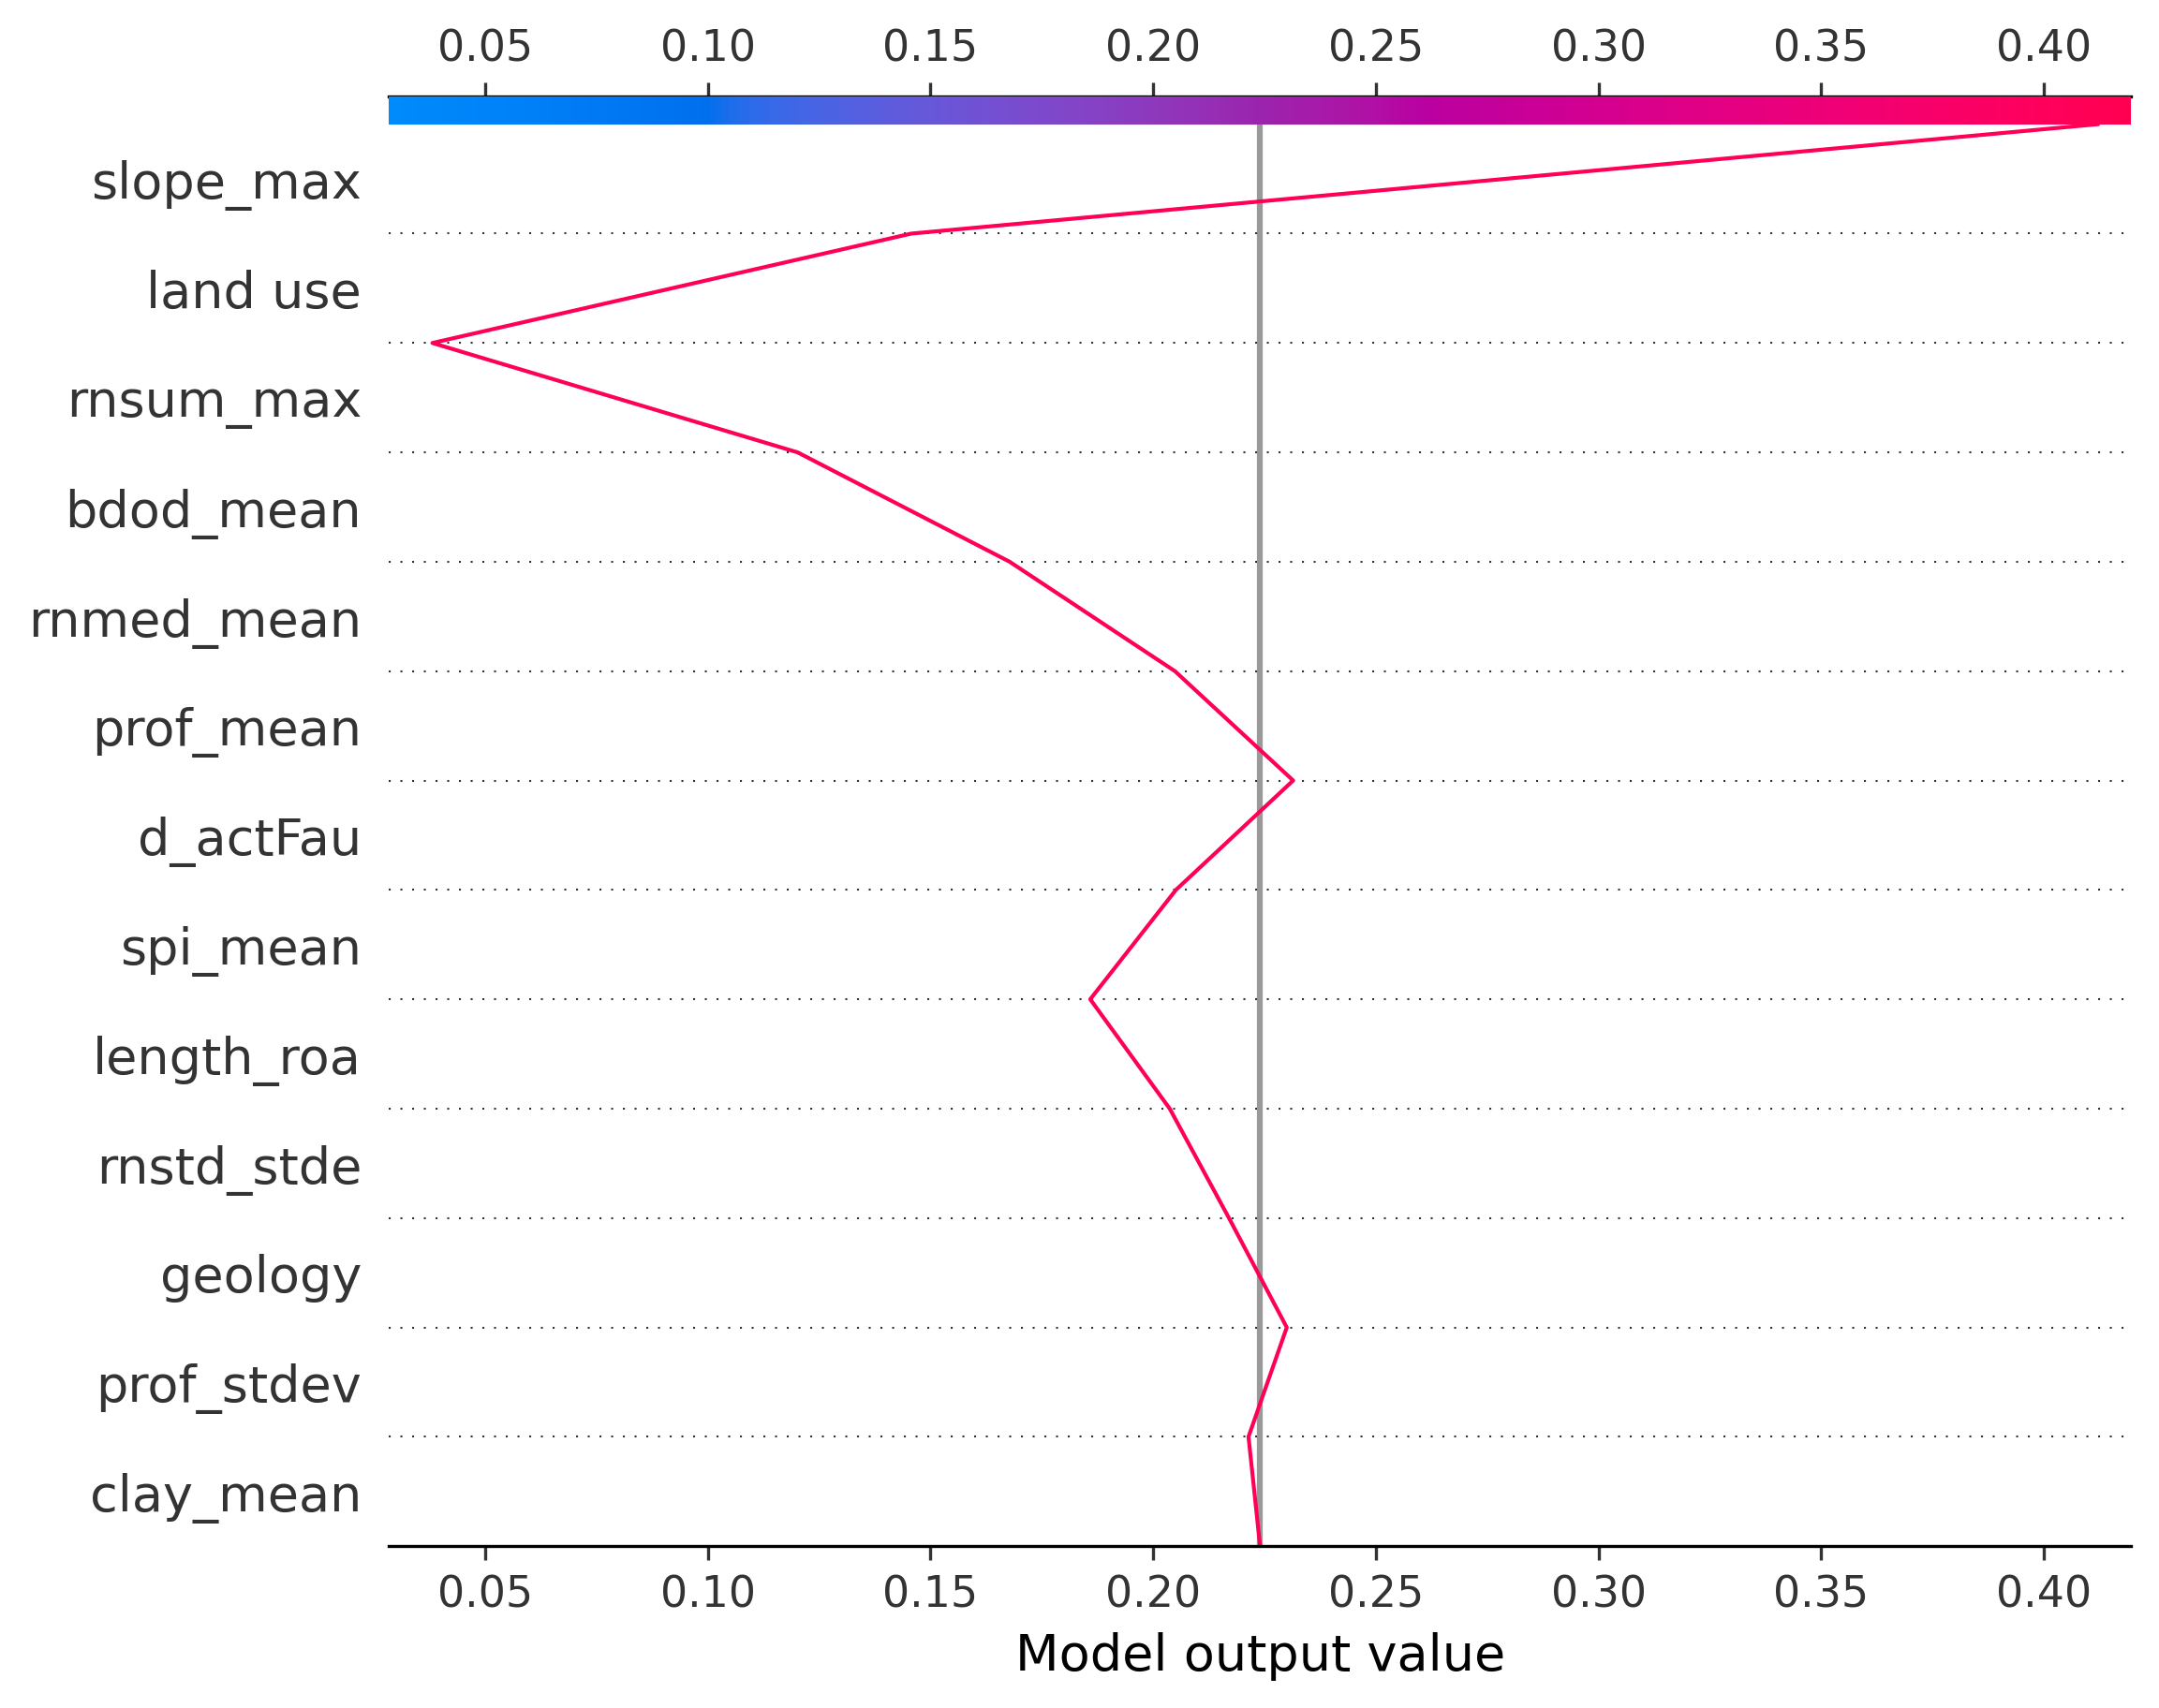 0.05 0.10 0.15 0.20 0.25 0.30 0.35 0.40
slope_max
land use
rnsum_max
bdod_mean
rnmed_mean
prof_mean
d_actFau
spi_mean
length_roa
rnstd_stde
geology
prof_stdev
clay_mean
0.05 0.10 0.15 0.20 0.25 0.30 0.35 0.40
Model output value